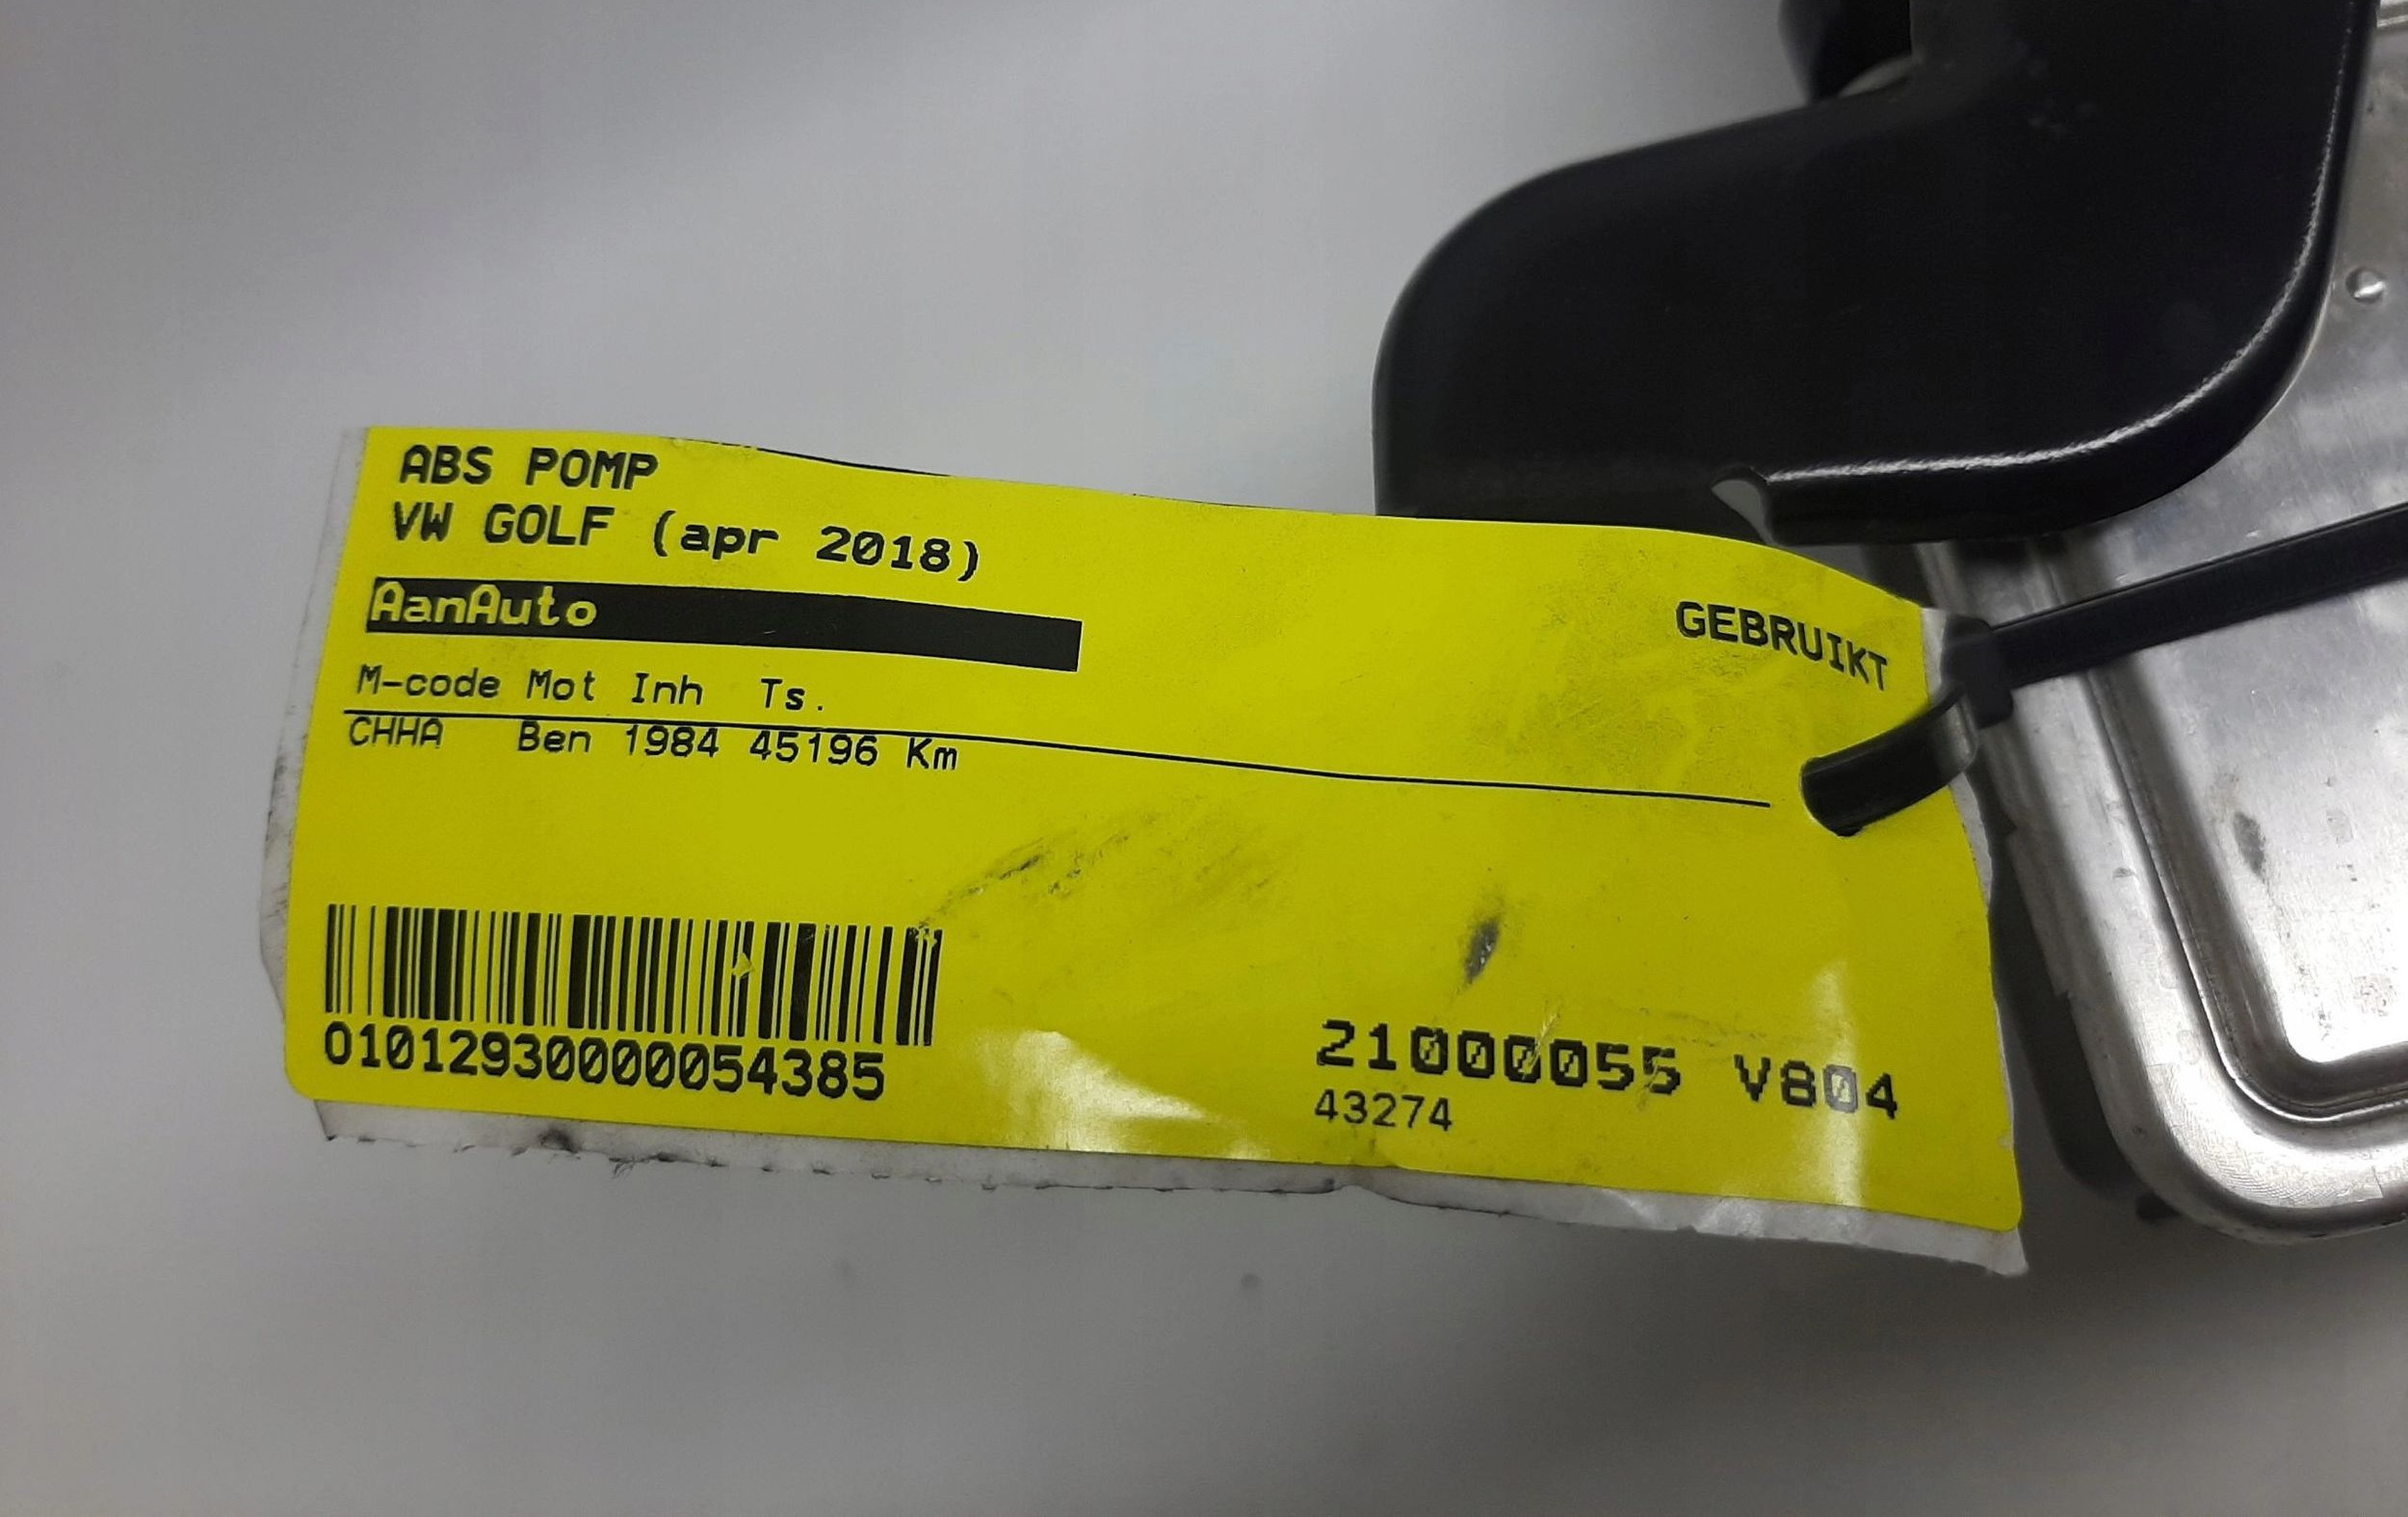 ABS POMP
VW GOLF (apr 2018)
AanAuto
GEBRUIKT
M-code Mot Inh Ts.
CHHA Ben 1984 45196 Km
01012930000054385
21000055 V804
43274